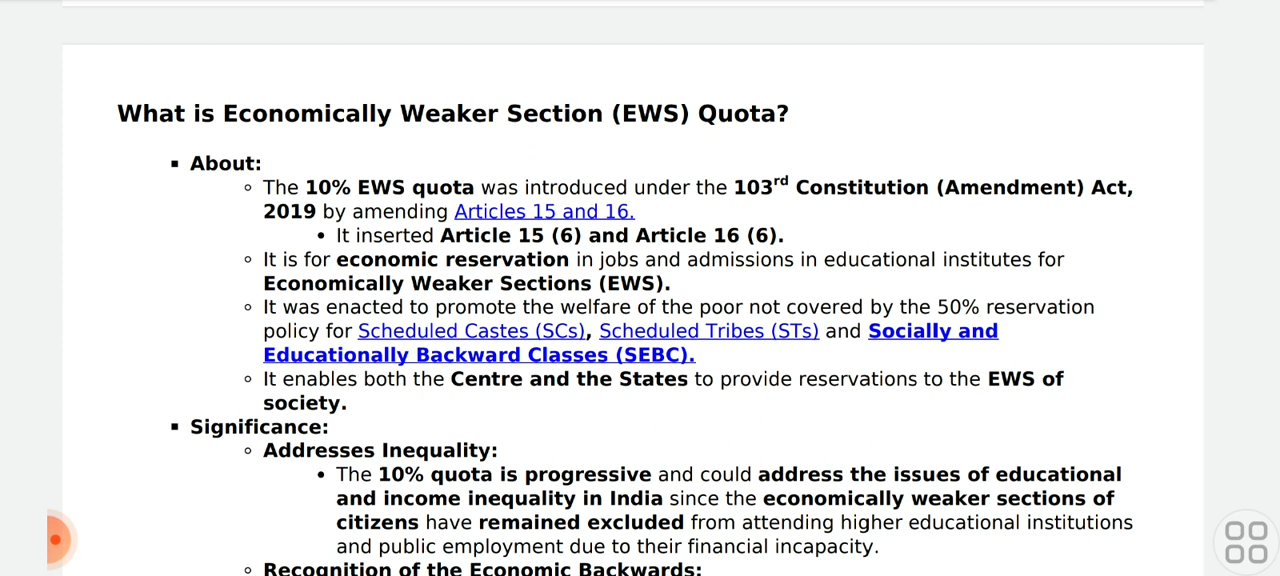 What is Economically Weaker Section (EWS) Quota?
▪ About:
◦ The 10% EWS quota was introduced under the 103rd Constitution (Amendment) Act,
2019 by amending Articles 15 and 16.
• It inserted Article 15 (6) and Article 16 (6).
◦ It is for economic reservation in jobs and admissions in educational institutes for
Economically Weaker Sections (EWS).
◦ It was enacted to promote the welfare of the poor not covered by the 50% reservation
policy for Scheduled Castes (SCs), Scheduled Tribes (STs) and Socially and
Educationally Backward Classes (SEBC).
◦ It enables both the Centre and the States to provide reservations to the EWS of
society.
▪ Significance:
◦ Addresses Inequality:
• The 10% quota is progressive and could address the issues of educational
and income inequality in India since the economically weaker sections of
citizens have remained excluded from attending higher educational institutions
and public employment due to their financial incapacity.
◦ Recognition of the Economic Backwards: